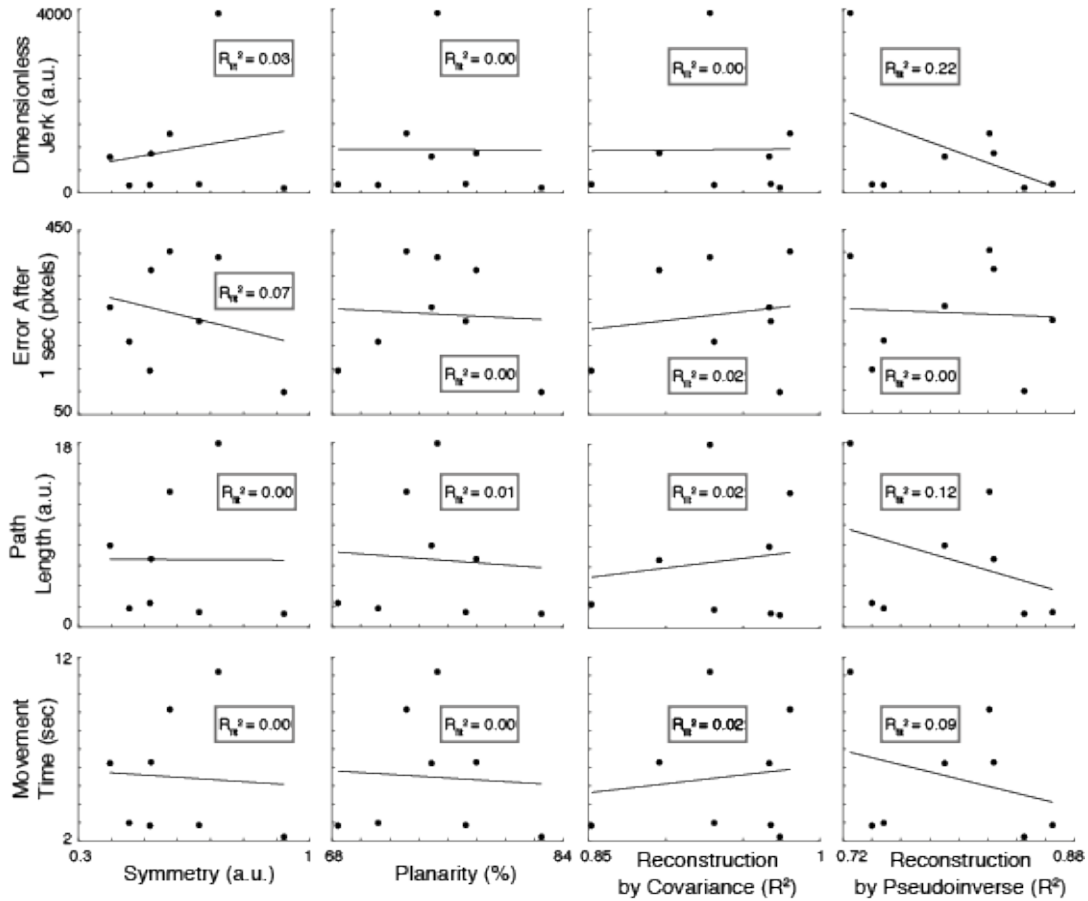 4000
Dimensionless
Jerk (a.u.)
0
R_fit² = 0.03
R_fit² = 0.00
R_fit² = 0.00
R_fit² = 0.22
450
Error After
1 sec (pixels)
50
R_fit² = 0.07
R_fit² = 0.00
R_fit² = 0.02
R_fit² = 0.00
18
Path
Length (a.u.)
0
R_fit² = 0.00
R_fit² = 0.01
R_fit² = 0.02
R_fit² = 0.12
12
Movement
Time (sec)
2
R_fit² = 0.00
R_fit² = 0.00
R_fit² = 0.02
R_fit² = 0.09
0.3 1
Symmetry (a.u.)
68 84
Planarity (%)
0.85 1
Reconstruction
by Covariance (R²)
0.72 0.88
Reconstruction
by Pseudoinverse (R²)